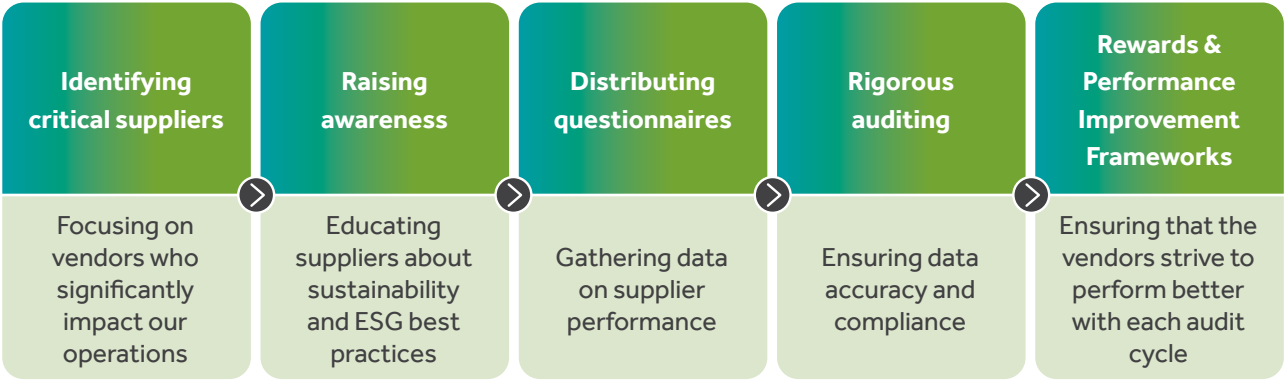 Identifying
critical suppliers
Focusing on
vendors who
significantly
impact our
operations
Raising
awareness
Educating
suppliers about
sustainability
and ESG best
practices
Distributing
questionnaires
Gathering data
on supplier
performance
Rigorous
auditing
Ensuring data
accuracy and
compliance
Rewards &
Performance
Improvement
Frameworks
Ensuring that the
vendors strive to
perform better
with each audit
cycle